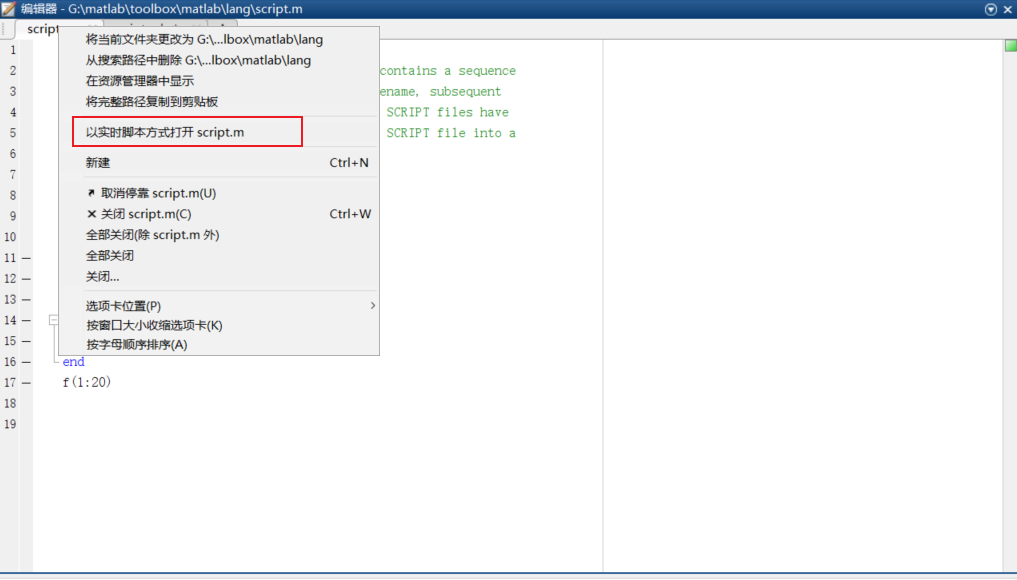 编辑器 - G:\matlab\toolbox\matlab\lang\script.m
script
将当前文件夹更改为 G:\...lbox\matlab\lang
从搜索路径中删除 G:\...lbox\matlab\lang
在资源管理器中显示
将完整路径复制到剪贴板
以实时脚本方式打开 script.m
新建 Ctrl+N
取消停靠 script.m(U)
关闭 script.m(C) Ctrl+W
全部关闭(除 script.m 外)
全部关闭
关闭...
选项卡位置(P)
按窗口大小收缩选项卡(K)
按字母顺序排序(A)
1
2 contains a sequence
3 ename, subsequent
4 SCRIPT files have
5 SCRIPT file into a
6
7
8
9
10
11 —
12 —
13 —
14 —
15 —
16 — end
17 — f(1:20)
18
19